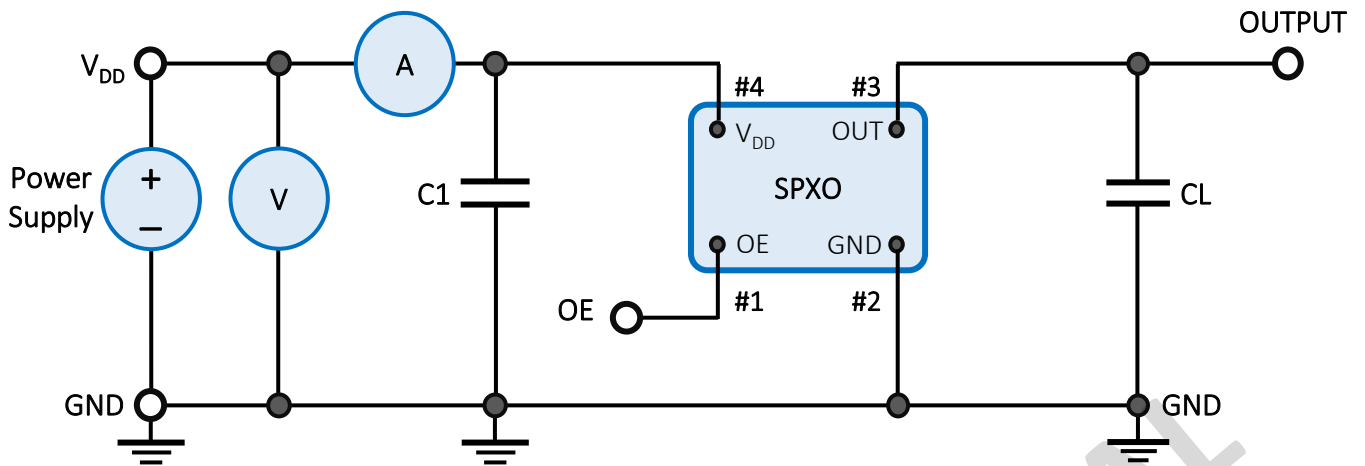 OUTPUT
VDD
A
#4
#3
VDD
OUT
Power
Supply
+
−
V
C1
SPXO
CL
OE
GND
#1
#2
OE
GND
GND